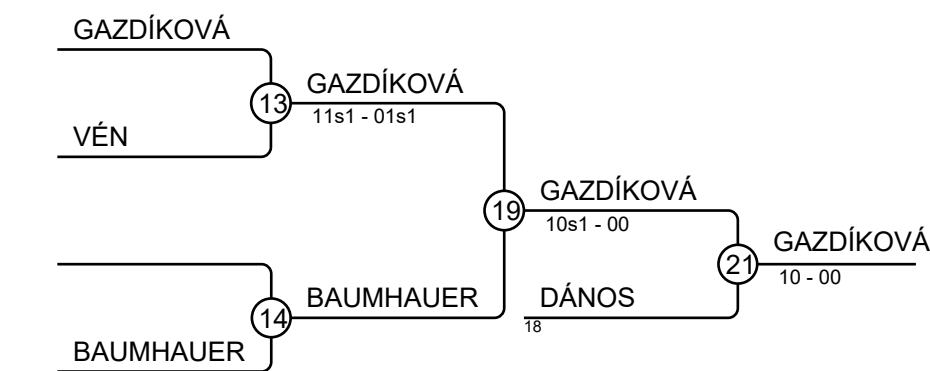 GAZDÍKOVÁ
13
GAZDÍKOVÁ
11s1 - 01s1
VÉN
19
GAZDÍKOVÁ
10s1 - 00
21
GAZDÍKOVÁ
10 - 00
14
BAUMHAUER
DÁNOS
18
BAUMHAUER